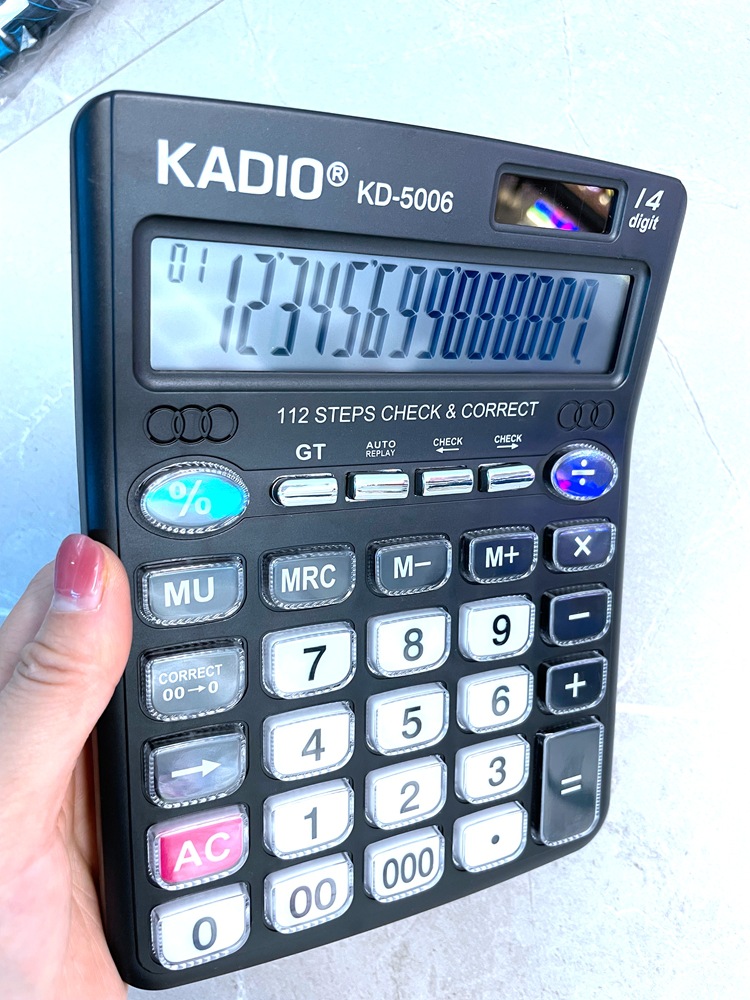 KADIO® KD-5006
14
digit
01
112 STEPS CHECK & CORRECT
GT AUTO REPLAY CHECK ← CHECK →
% ÷
MU MRC M− M+ ×
CORRECT
00→0
7 8 9 −
→ 4 5 6 +
AC 1 2 3 =
0 00 000 .